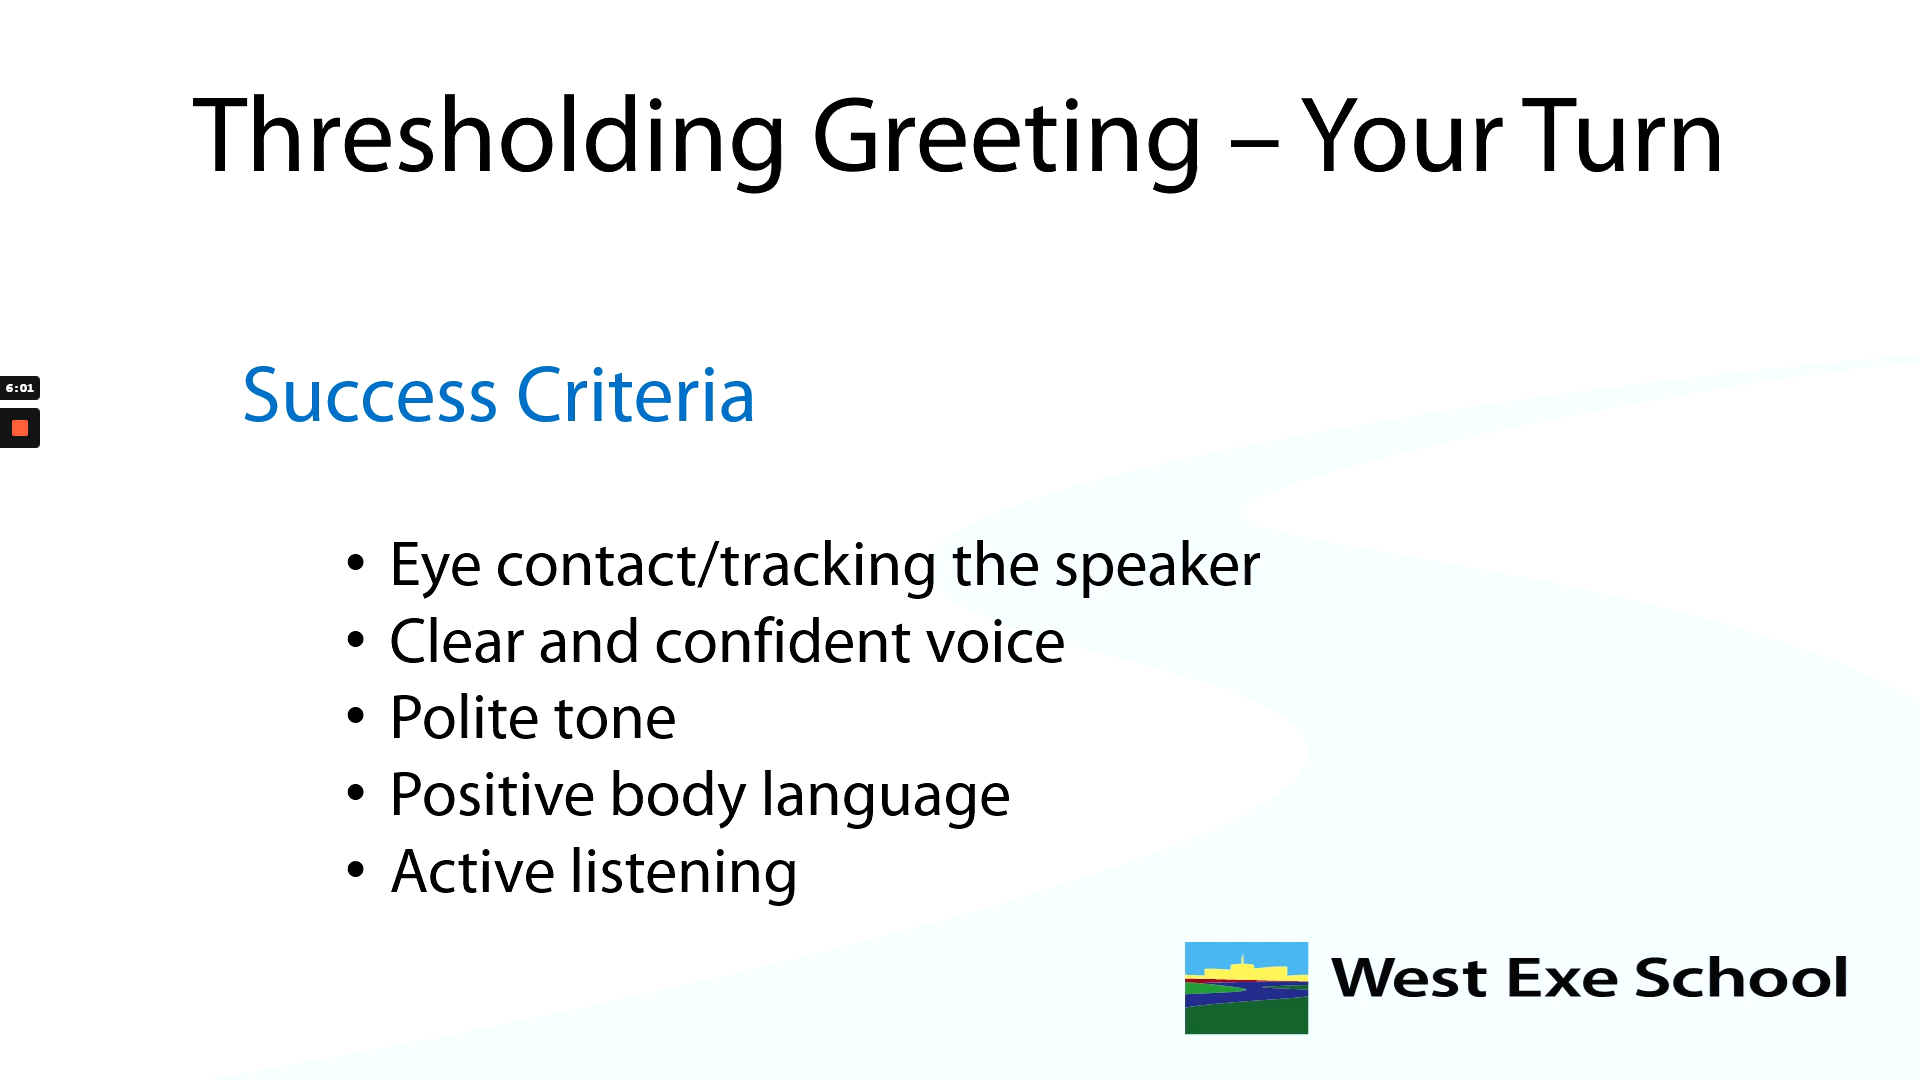 Thresholding Greeting – Your Turn
6:01
Success Criteria
• Eye contact/tracking the speaker
• Clear and confident voice
• Polite tone
• Positive body language
• Active listening
West Exe School